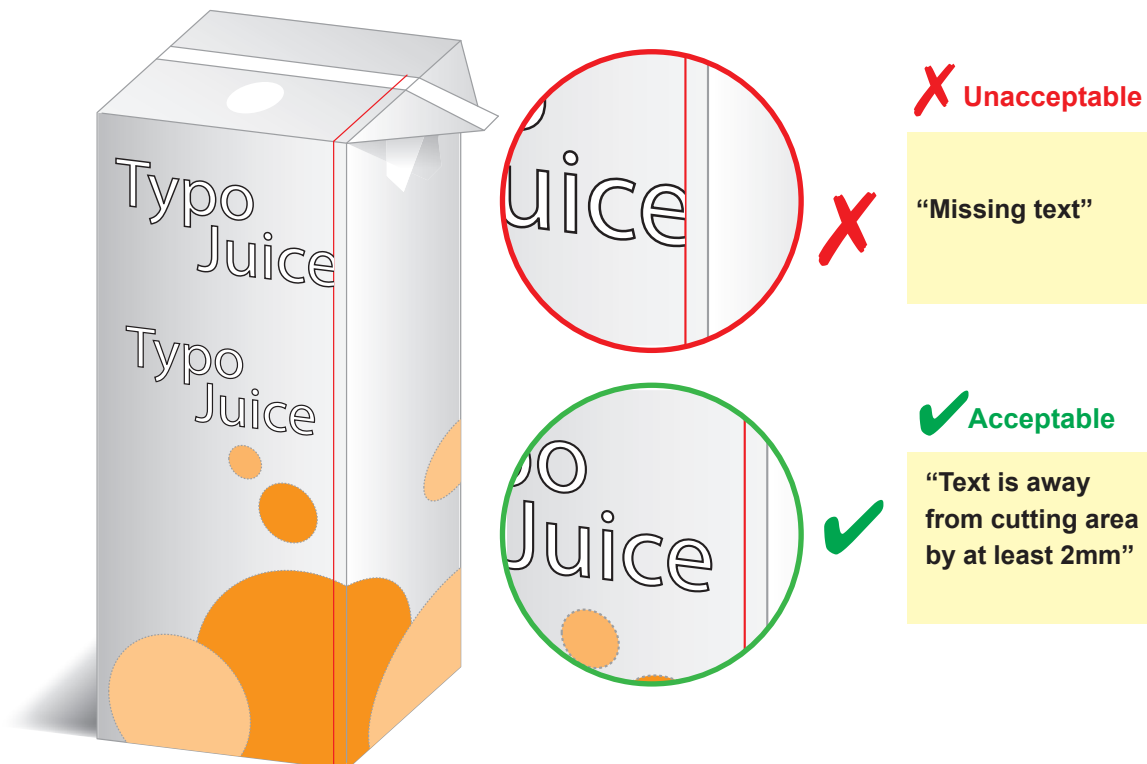 Typo
Juice
Typo
Juice
o
uice
✗ Unacceptable
✗
“Missing text”
po
Juice
✔ Acceptable
✔
“Text is away
from cutting area
by at least 2mm”